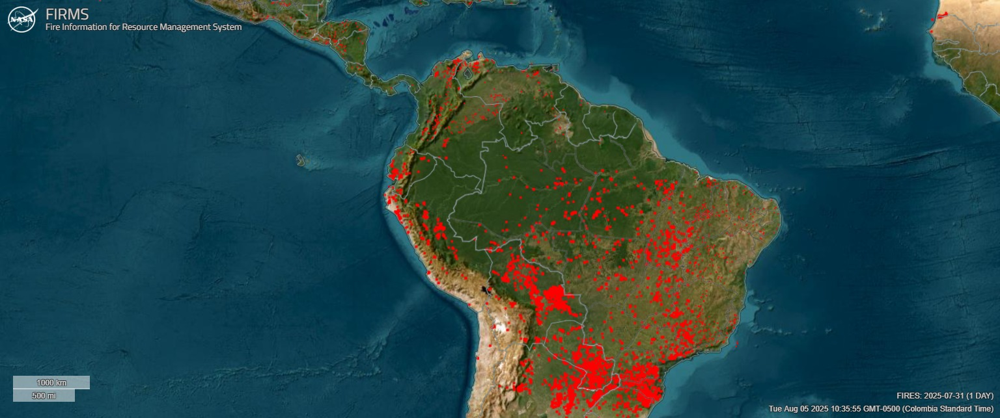 NASA
FIRMS
Fire Information for Resource Management System
1000 km
500 mi
FIRES: 2025-07-31 (1 DAY)
Tue Aug 05 2025 10:35:55 GMT-0500 (Colombia Standard Time)